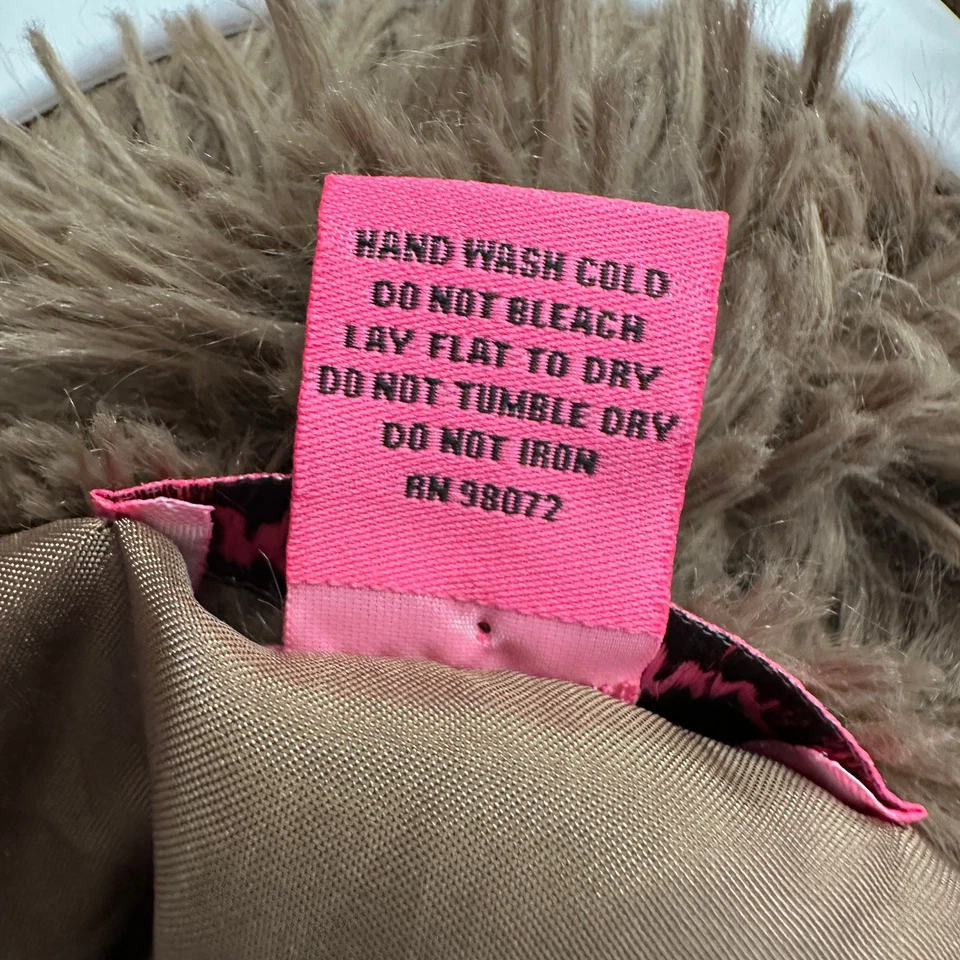 HAND WASH COLD
DO NOT BLEACH
LAY FLAT TO DRY
DO NOT TUMBLE DRY
DO NOT IRON
RN 98072